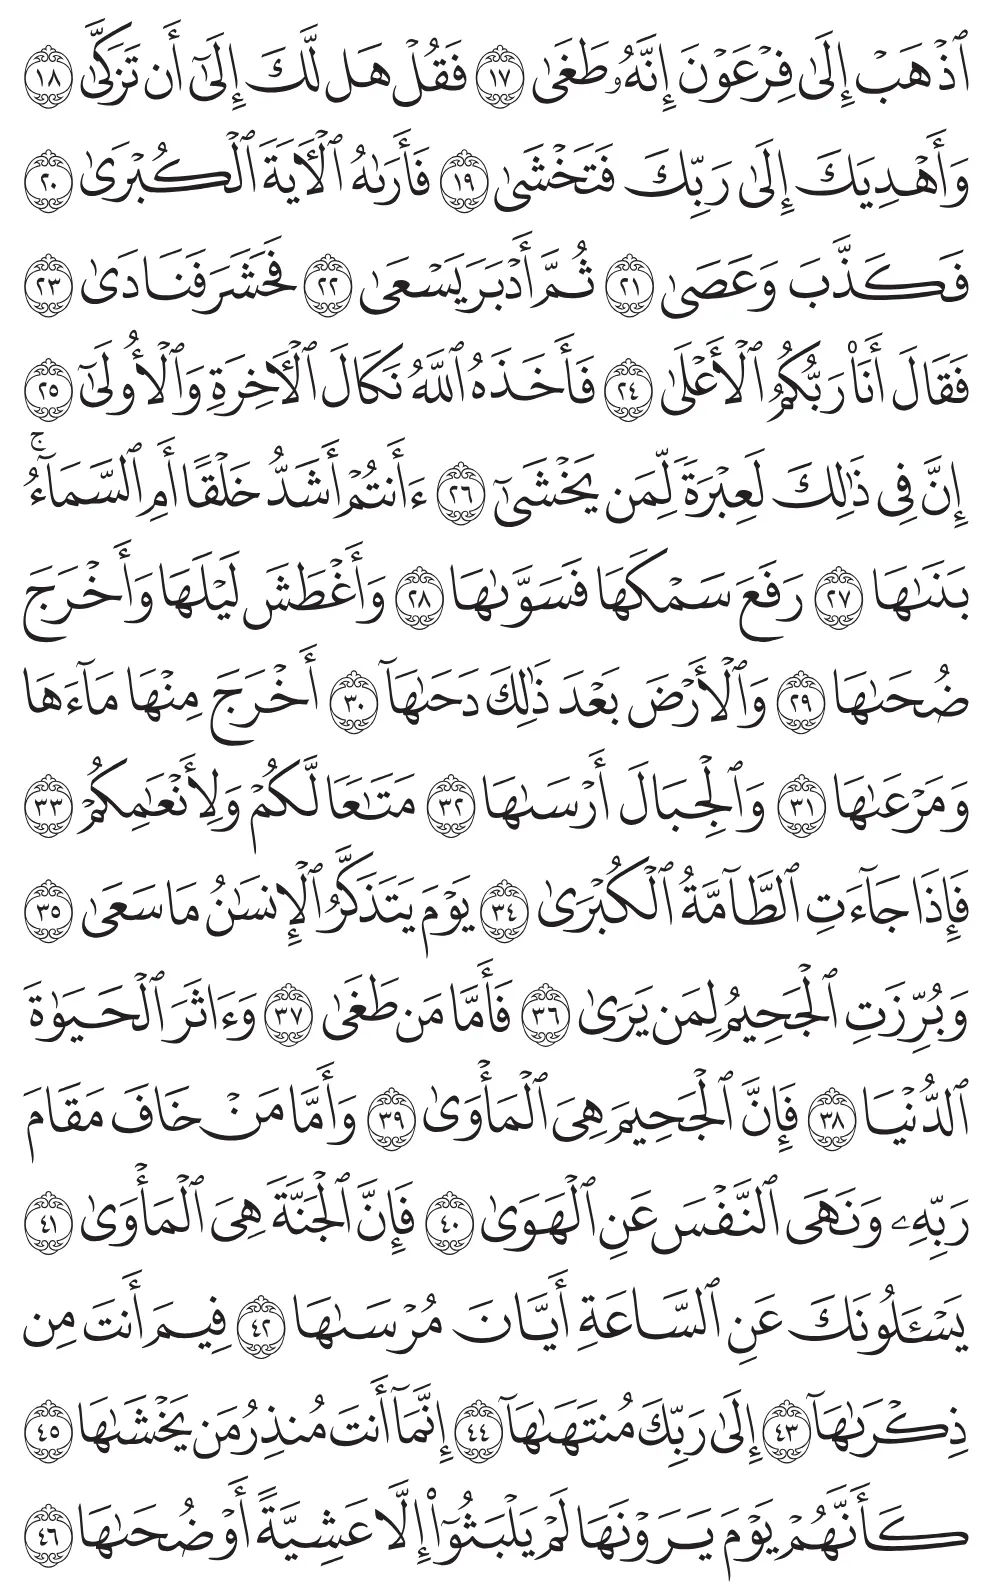 ٱذۡهَبۡ إِلَىٰ فِرۡعَوۡنَ إِنَّهُۥ طَغَىٰ ١٧ فَقُلۡ هَل لَّكَ إِلَىٰٓ أَن تَزَكَّىٰ ١٨
وَأَهۡدِيَكَ إِلَىٰ رَبِّكَ فَتَخۡشَىٰ ١٩ فَأَرَىٰهُ ٱلۡأٓيَةَ ٱلۡكُبۡرَىٰ ٢٠
فَكَذَّبَ وَعَصَىٰ ٢١ ثُمَّ أَدۡبَرَ يَسۡعَىٰ ٢٢ فَحَشَرَ فَنَادَىٰ ٢٣
فَقَالَ أَنَا۠ رَبُّكُمُ ٱلۡأَعۡلَىٰ ٢٤ فَأَخَذَهُ ٱللَّهُ نَكَالَ ٱلۡأٓخِرَةِ وَٱلۡأُولَىٰٓ ٢٥
إِنَّ فِي ذَٰلِكَ لَعِبۡرَةٗ لِّمَن يَخۡشَىٰٓ ٢٦ ءَأَنتُمۡ أَشَدُّ خَلۡقًا أَمِ ٱلسَّمَآءُۚ
بَنَىٰهَا ٢٧ رَفَعَ سَمۡكَهَا فَسَوَّىٰهَا ٢٨ وَأَغۡطَشَ لَيۡلَهَا وَأَخۡرَجَ
ضُحَىٰهَا ٢٩ وَٱلۡأَرۡضَ بَعۡدَ ذَٰلِكَ دَحَىٰهَآ ٣٠ أَخۡرَجَ مِنۡهَا مَآءَهَا
وَمَرۡعَىٰهَا ٣١ وَٱلۡجِبَالَ أَرۡسَىٰهَا ٣٢ مَتَٰعٗا لَّكُمۡ وَلِأَنۡعَٰمِكُمۡ ٣٣
فَإِذَا جَآءَتِ ٱلطَّآمَّةُ ٱلۡكُبۡرَىٰ ٣٤ يَوۡمَ يَتَذَكَّرُ ٱلۡإِنسَٰنُ مَا سَعَىٰ ٣٥
وَبُرِّزَتِ ٱلۡجَحِيمُ لِمَن يَرَىٰ ٣٦ فَأَمَّا مَن طَغَىٰ ٣٧ وَءَاثَرَ ٱلۡحَيَوٰةَ
ٱلدُّنۡيَا ٣٨ فَإِنَّ ٱلۡجَحِيمَ هِيَ ٱلۡمَأۡوَىٰ ٣٩ وَأَمَّا مَنۡ خَافَ مَقَامَ
رَبِّهِۦ وَنَهَى ٱلنَّفۡسَ عَنِ ٱلۡهَوَىٰ ٤٠ فَإِنَّ ٱلۡجَنَّةَ هِيَ ٱلۡمَأۡوَىٰ ٤١
يَسۡـَٔلُونَكَ عَنِ ٱلسَّاعَةِ أَيَّانَ مُرۡسَىٰهَا ٤٢ فِيمَ أَنتَ مِن
ذِكۡرَىٰهَآ ٤٣ إِلَىٰ رَبِّكَ مُنتَهَىٰهَآ ٤٤ إِنَّمَآ أَنتَ مُنذِرُ مَن يَخۡشَىٰهَا ٤٥
كَأَنَّهُمۡ يَوۡمَ يَرَوۡنَهَا لَمۡ يَلۡبَثُوٓاْ إِلَّا عَشِيَّةً أَوۡ ضُحَىٰهَا ٤٦